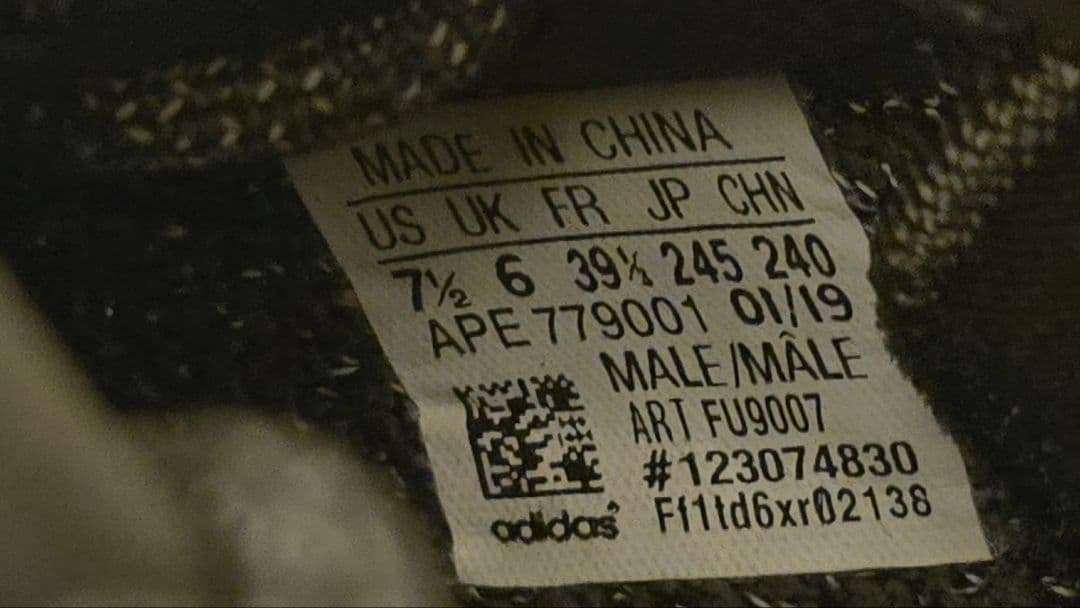 MADE IN CHINA
US UK FR JP CHN
7½ 6 39⅓ 245 240
APE 779001 01/19
MALE/MÂLE
ART FU9007
#123074830
Ff1td6xr02138
adidas